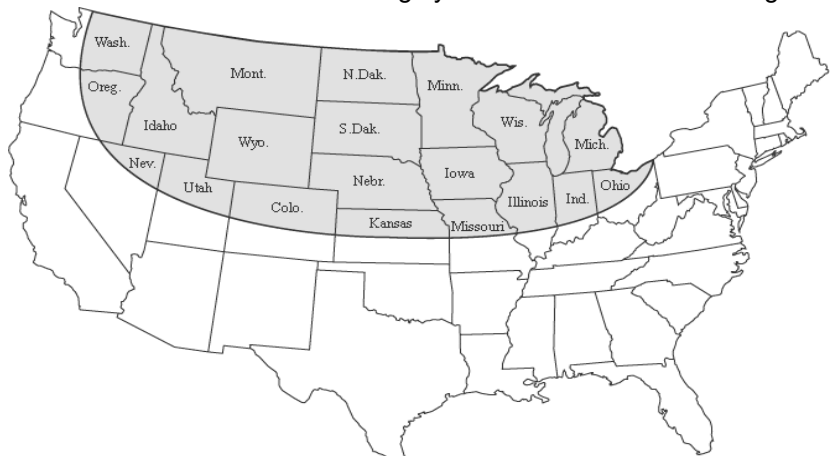 Wash.
Mont.
N.Dak.
Minn.
Oreg.
Idaho
Wyo.
S.Dak.
Wis.
Mich.
Nev.
Utah
Colo.
Nebr.
Kansas
Iowa
Missouri
Illinois
Ind.
Ohio